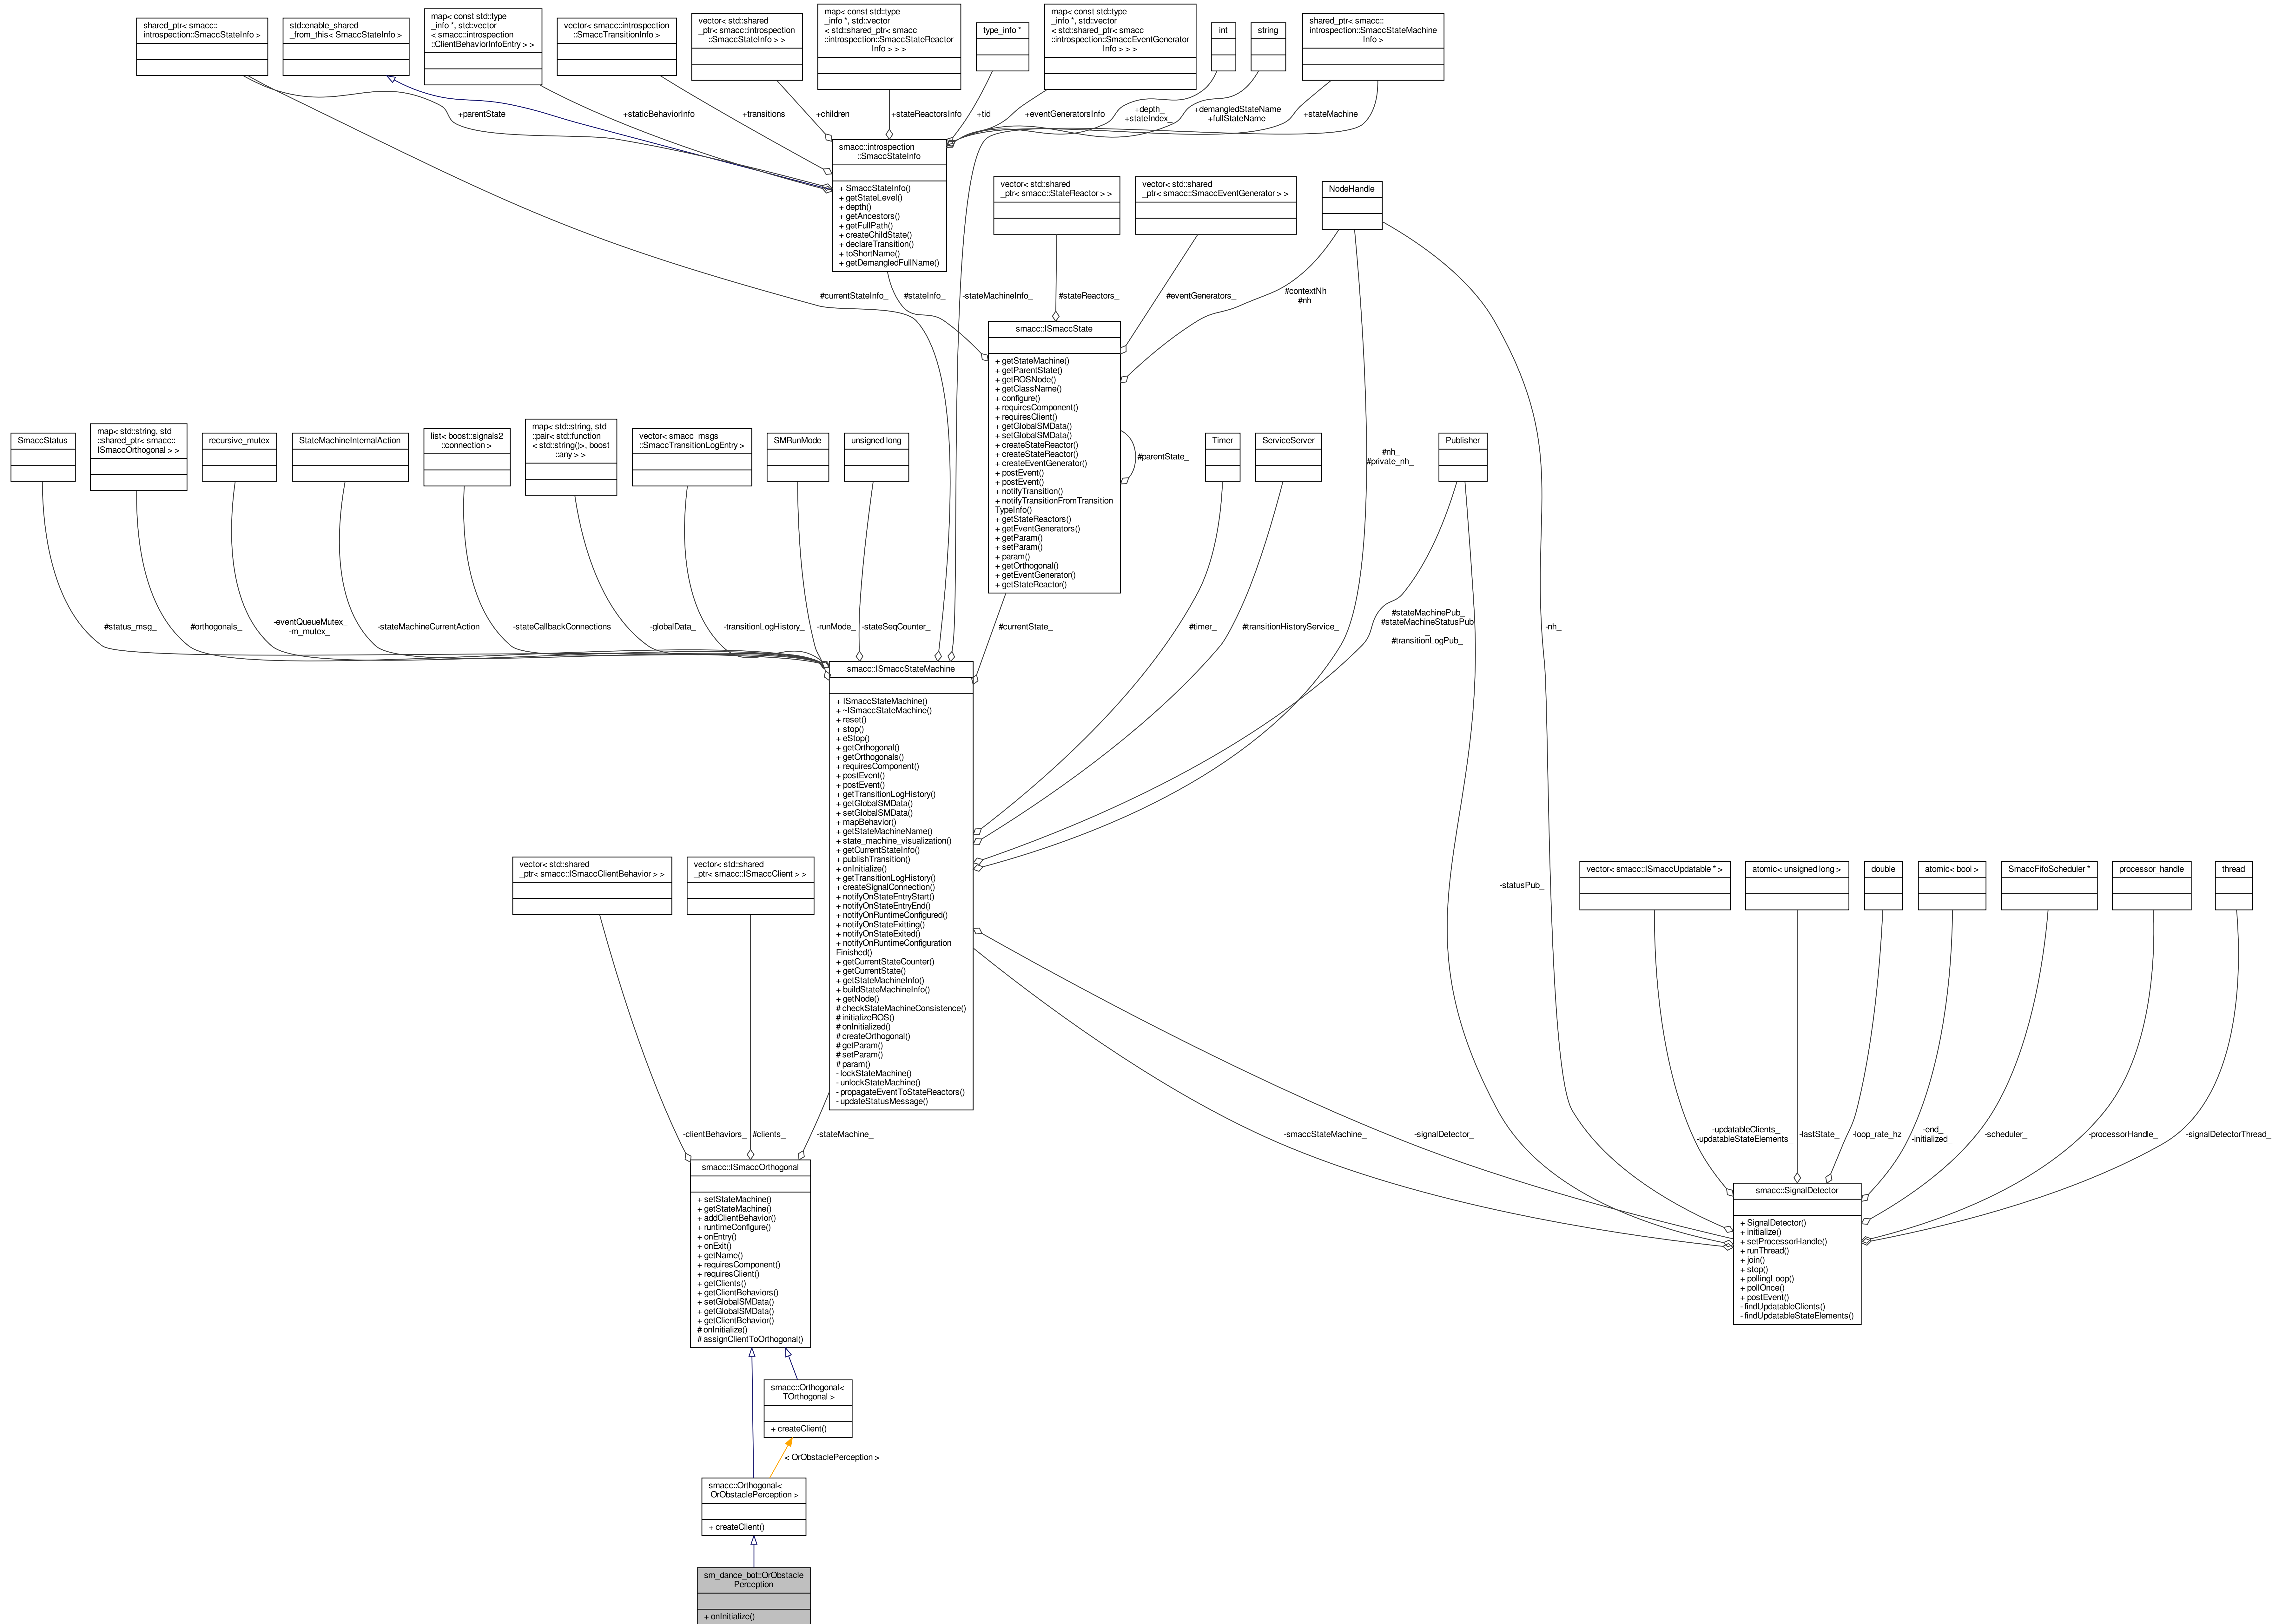 shared_ptr< smacc::
introspection::SmaccStateInfo >
std::enable_shared
_from_this< SmaccStateInfo >
map< const std::type
_info *, std::vector
< smacc::introspection
::ClientBehaviorInfoEntry > >
vector< smacc::introspection
::SmaccTransitionInfo >
vector< std::shared
_ptr< smacc::introspection
::SmaccStateInfo > >
map< const std::type
_info *, std::vector
< std::shared_ptr< smacc
::introspection::SmaccStateReactor
Info > > >
type_info *
map< const std::type
_info *, std::vector
< std::shared_ptr< smacc
::introspection::SmaccEventGenerator
Info > > >
int
string
shared_ptr< smacc::
introspection::SmaccStateMachine
Info >
+parentState_
+staticBehaviorInfo
+transitions_
+children_
+stateReactorsInfo
+tid_
+eventGeneratorsInfo
+depth_
+stateIndex_
+demangledStateName
+fullStateName
+stateMachine_
smacc::introspection
::SmaccStateInfo
+ SmaccStateInfo()
+ getStateLevel()
+ depth()
+ getAncestors()
+ getFullPath()
+ createChildState()
+ declareTransition()
+ toShortName()
+ getDemangledFullName()
vector< std::shared
_ptr< smacc::StateReactor > >
vector< std::shared
_ptr< smacc::SmaccEventGenerator > >
NodeHandle
#currentStateInfo_
#stateInfo_
-stateMachineInfo_
#stateReactors_
#eventGenerators_
#contextNh
#nh
smacc::ISmaccState
+ getStateMachine()
+ getParentState()
+ getROSNode()
+ getClassName()
+ configure()
+ requiresComponent()
+ requiresClient()
+ getGlobalSMData()
+ setGlobalSMData()
+ createStateReactor()
+ createStateReactor()
+ createEventGenerator()
+ postEvent()
+ postEvent()
+ notifyTransition()
+ notifyTransitionFromTransition
TypeInfo()
+ getStateReactors()
+ getEventGenerators()
+ getParam()
+ setParam()
+ param()
+ getOrthogonal()
+ getEventGenerator()
+ getStateReactor()
#parentState_
SmaccStatus
map< std::string, std
::shared_ptr< smacc::
ISmaccOrthogonal > >
recursive_mutex
StateMachineInternalAction
list< boost::signals2
::connection >
map< std::string, std
::pair< std::function
< std::string()>, boost
::any > >
vector< smacc_msgs
::SmaccTransitionLogEntry >
SMRunMode
unsigned long
Timer
ServiceServer
Publisher
#nh_
#private_nh_
#status_msg_
#orthogonals_
-eventQueueMutex_
-m_mutex_
-stateMachineCurrentAction
-stateCallbackConnections
-globalData_
-transitionLogHistory_
-runMode_
-stateSeqCounter_
#currentState_
#timer_
#transitionHistoryService_
#stateMachinePub_
#stateMachineStatusPub
_
#transitionLogPub_
-nh_
smacc::ISmaccStateMachine
+ ISmaccStateMachine()
+ ~ISmaccStateMachine()
+ reset()
+ stop()
+ eStop()
+ getOrthogonal()
+ getOrthogonals()
+ requiresComponent()
+ postEvent()
+ postEvent()
+ getTransitionLogHistory()
+ getGlobalSMData()
+ setGlobalSMData()
+ mapBehavior()
+ getStateMachineName()
+ state_machine_visualization()
+ getCurrentStateInfo()
+ publishTransition()
+ onInitialize()
+ getTransitionLogHistory()
+ createSignalConnection()
+ notifyOnStateEntryStart()
+ notifyOnStateEntryEnd()
+ notifyOnRuntimeConfigured()
+ notifyOnStateExitting()
+ notifyOnStateExited()
+ notifyOnRuntimeConfiguration
Finished()
+ getCurrentStateCounter()
+ getCurrentState()
+ getStateMachineInfo()
+ buildStateMachineInfo()
+ getNode()
# checkStateMachineConsistence()
# initializeROS()
# onInitialized()
# createOrthogonal()
# getParam()
# setParam()
# param()
- lockStateMachine()
- unlockStateMachine()
- propagateEventToStateReactors()
- updateStatusMessage()
vector< std::shared
_ptr< smacc::ISmaccClientBehavior > >
vector< std::shared
_ptr< smacc::ISmaccClient > >
-statusPub_
vector< smacc::ISmaccUpdatable * >
atomic< unsigned long >
double
atomic< bool >
SmaccFifoScheduler *
processor_handle
thread
-clientBehaviors_
#clients_
-stateMachine_
-smaccStateMachine_
-signalDetector_
-updatableClients_
-updatableStateElements_
-lastState_
-loop_rate_hz
-end_
-initialized_
-scheduler_
-processorHandle_
-signalDetectorThread_
smacc::ISmaccOrthogonal
+ setStateMachine()
+ getStateMachine()
+ addClientBehavior()
+ runtimeConfigure()
+ onEntry()
+ onExit()
+ getName()
+ requiresComponent()
+ requiresClient()
+ getClients()
+ getClientBehaviors()
+ setGlobalSMData()
+ getGlobalSMData()
+ getClientBehavior()
# onInitialize()
# assignClientToOrthogonal()
smacc::SignalDetector
+ SignalDetector()
+ initialize()
+ setProcessorHandle()
+ runThread()
+ join()
+ stop()
+ pollingLoop()
+ pollOnce()
+ postEvent()
- findUpdatableClients()
- findUpdatableStateElements()
smacc::Orthogonal<
TOrthogonal >
+ createClient()
< OrObstaclePerception >
smacc::Orthogonal<
OrObstaclePerception >
+ createClient()
sm_dance_bot::OrObstacle
Perception
+ onInitialize()